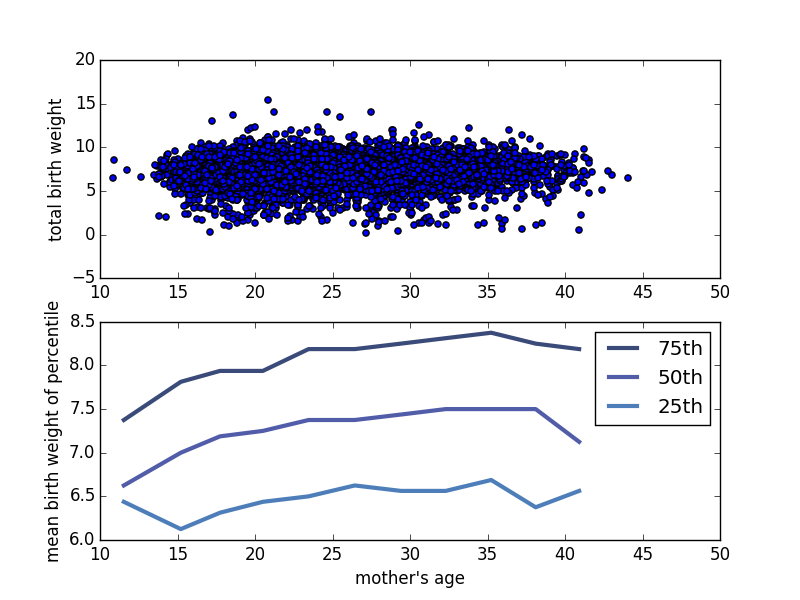 20
15
10
5
0
−5
total birth weight
10 15 20 25 30 35 40 45 50
8.5
8.0
7.5
7.0
6.5
6.0
mean birth weight of percentile
75th
50th
25th
10 15 20 25 30 35 40 45 50
mother's age